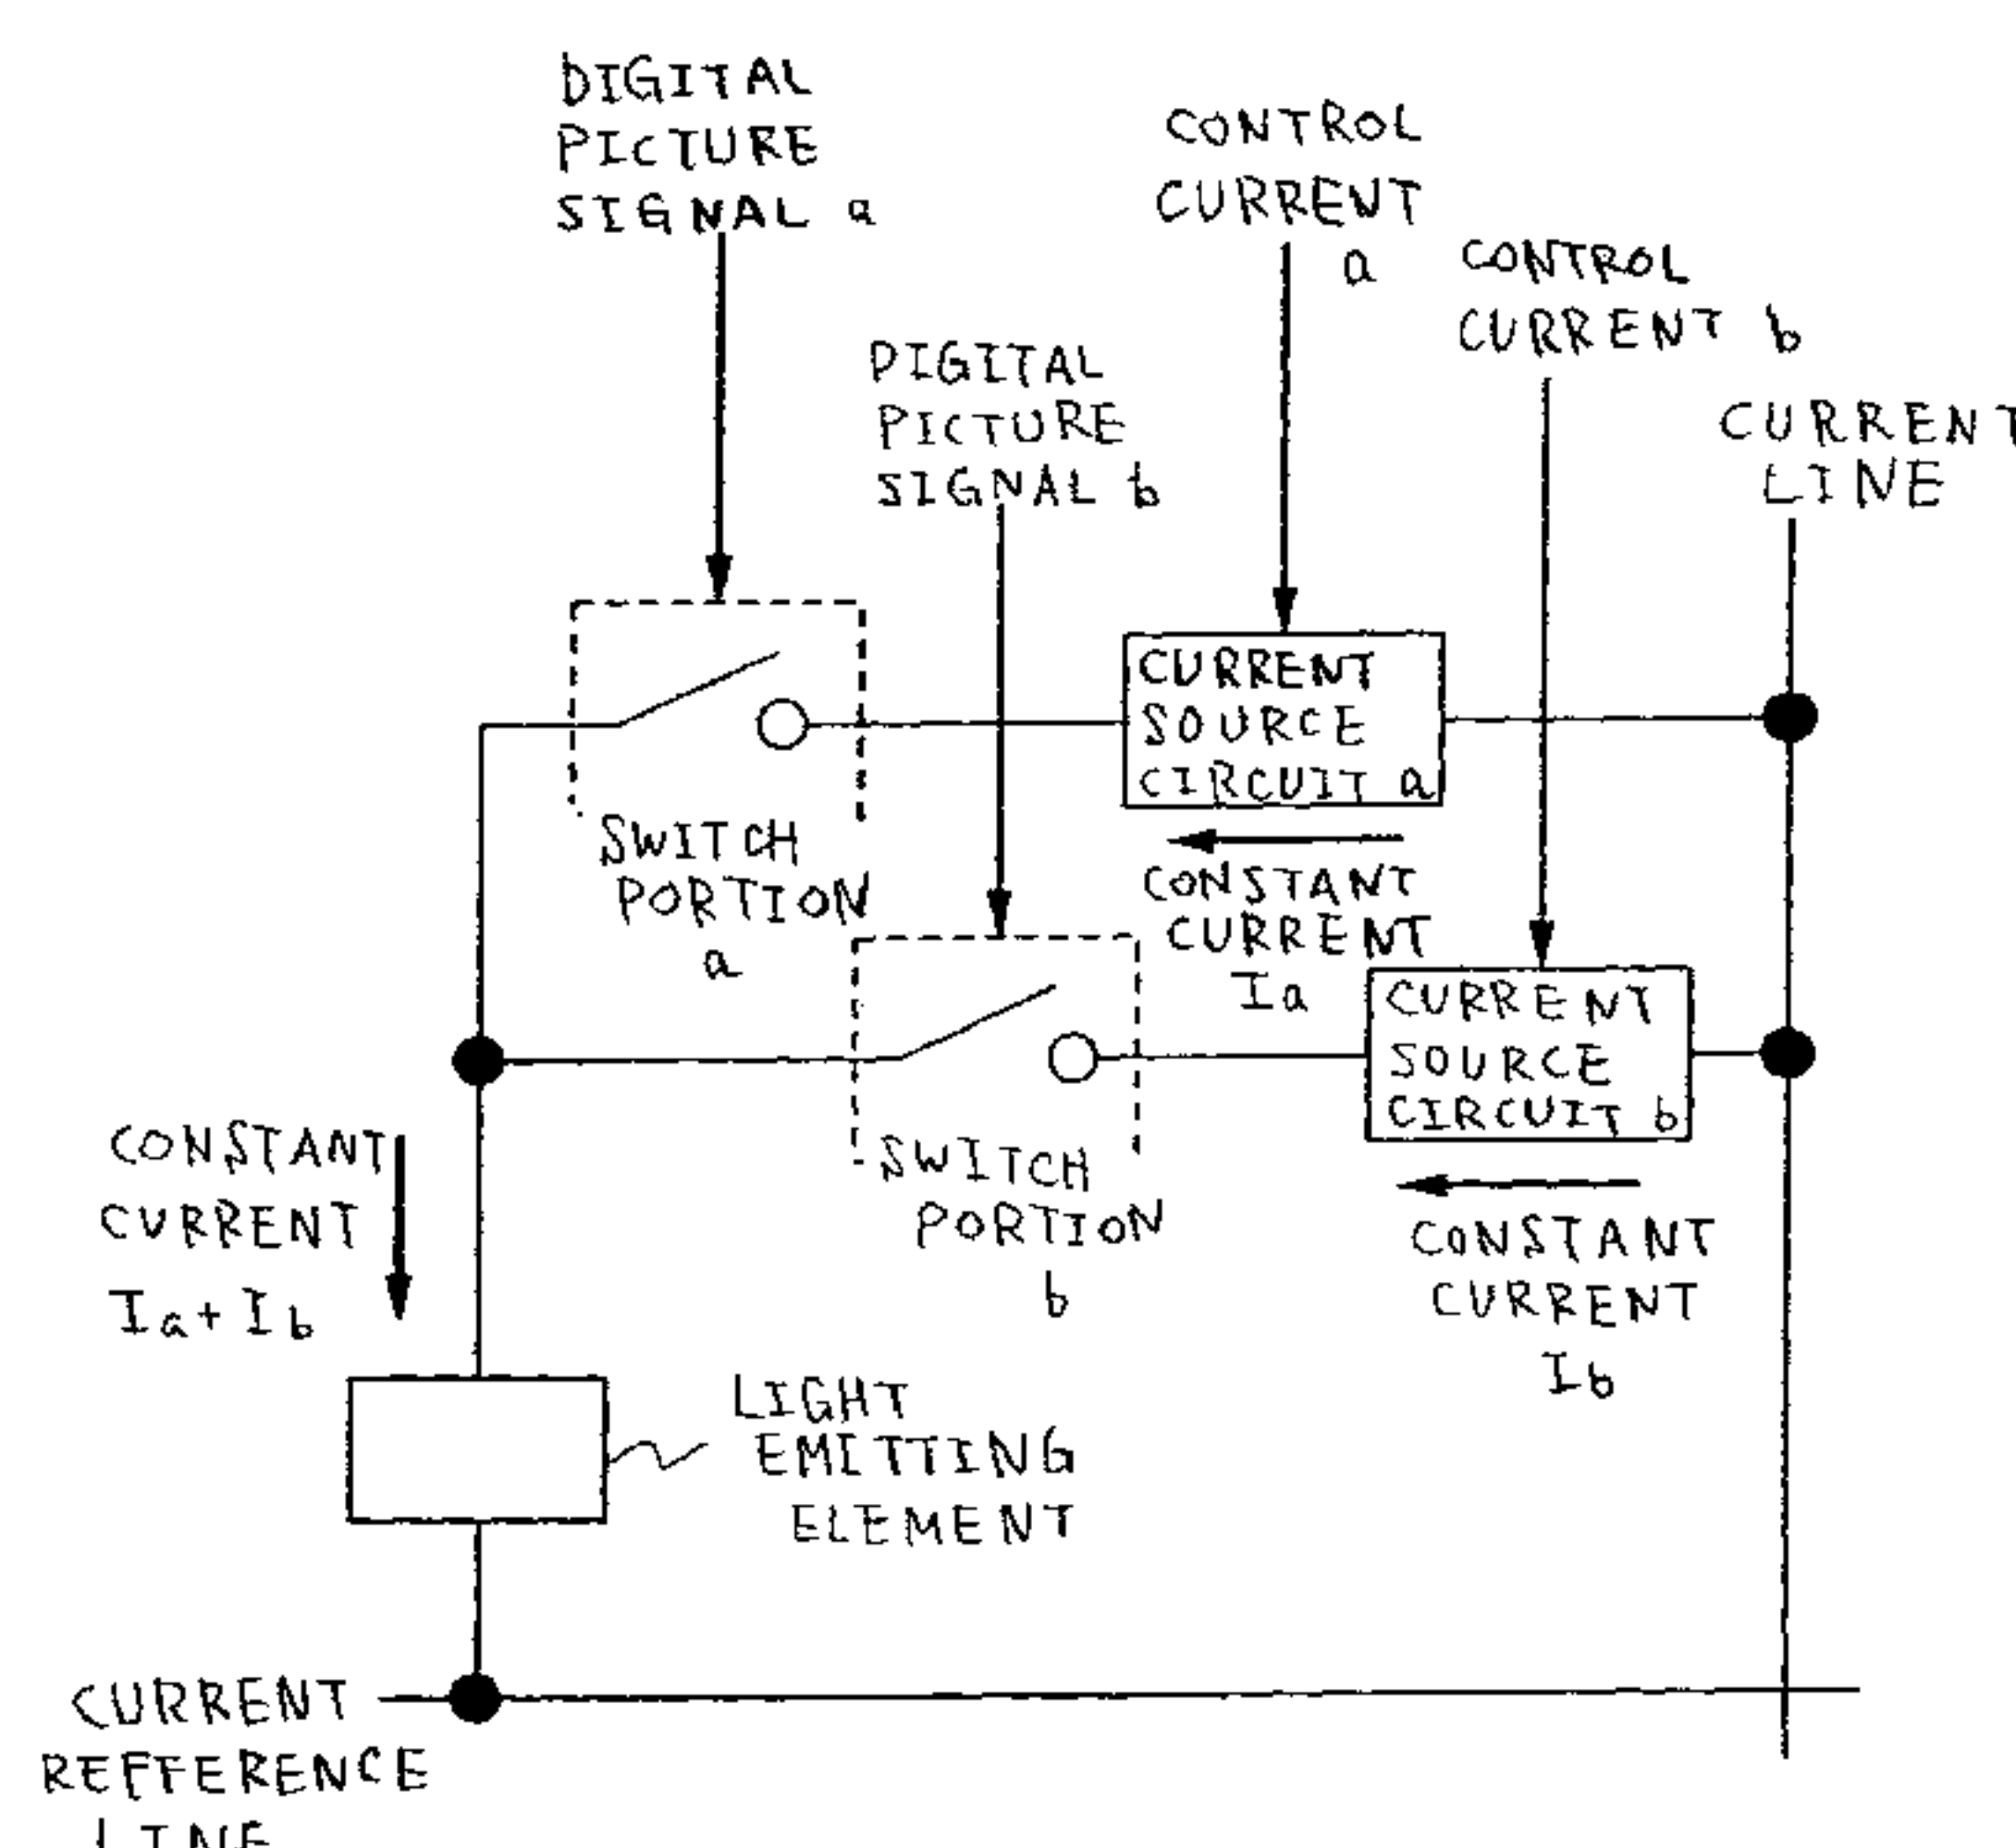 DIGITAL
PICTURE
SIGNAL a
CONTROL
CURRENT
a
CONTROL
CURRENT b
DIGITAL
PICTURE
SIGNAL b
CURRENT
LINE
CURRENT
SOURCE
CIRCUIT a
SWITCH
PORTION
a
CONSTANT
CURRENT
Ia
CURRENT
SOURCE
CIRCUIT b
CONSTANT
CURRENT
Ia+Ib
SWITCH
PORTION
b
CONSTANT
CURRENT
Ib
LIGHT
EMITTING
ELEMENT
CURRENT
REFFERENCE
LINE